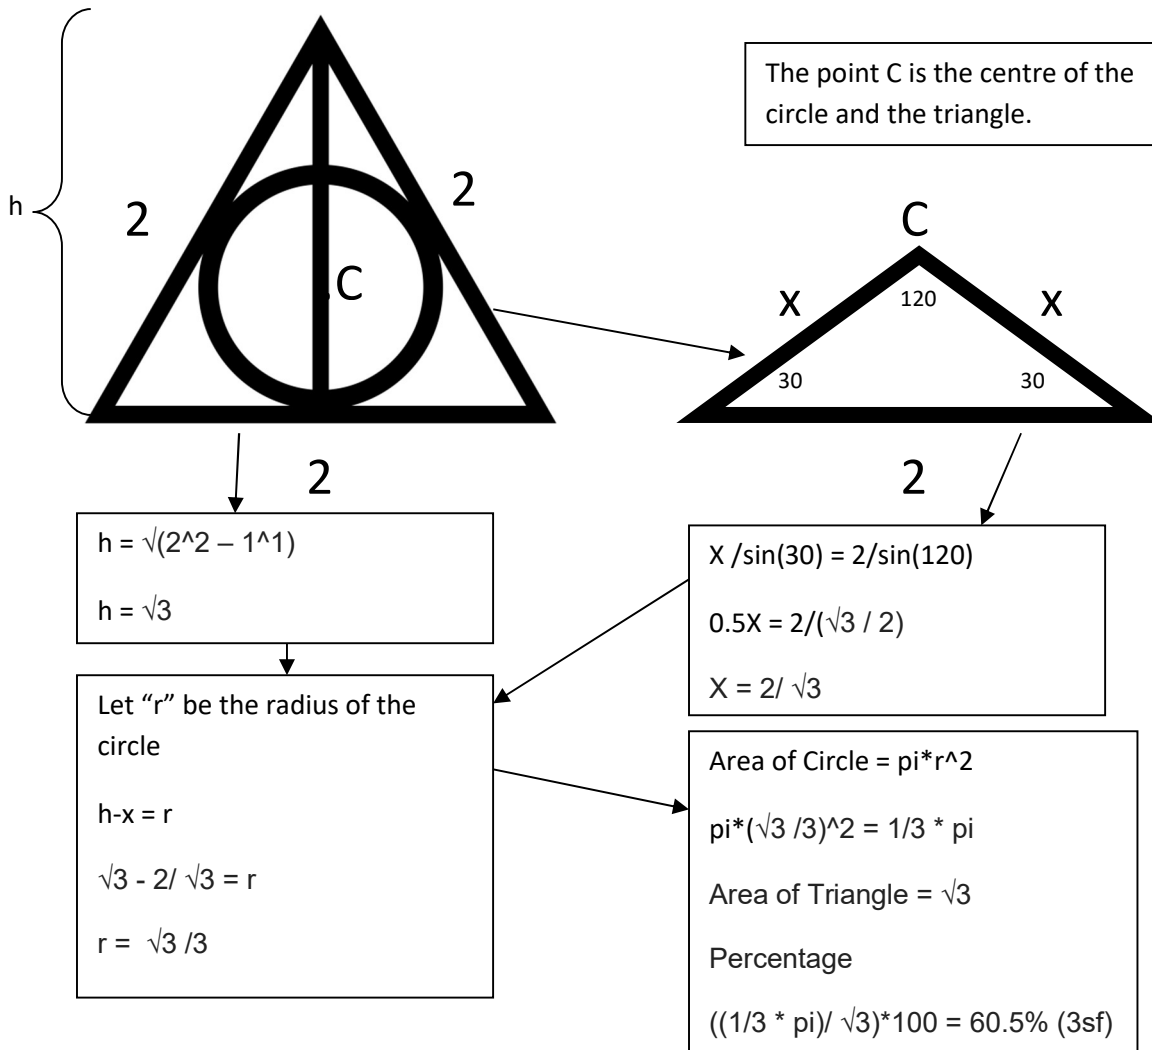 h
2
2
.C
2
The point C is the centre of the
circle and the triangle.
C
x
x
120
30
30
2
h = √(2^2 – 1^1)
h = √3
X /sin(30) = 2/sin(120)
0.5X = 2/(√3 / 2)
X = 2/ √3
Let “r” be the radius of the
circle
h-x = r
√3 - 2/ √3 = r
r =  √3 /3
Area of Circle = pi*r^2
pi*(√3 /3)^2 = 1/3 * pi
Area of Triangle = √3
Percentage
((1/3 * pi)/ √3)*100 = 60.5% (3sf)